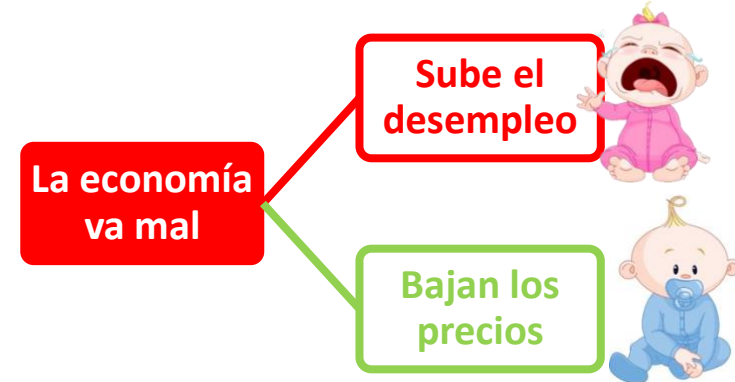 La economía
va mal
Sube el
desempleo
Bajan los
precios